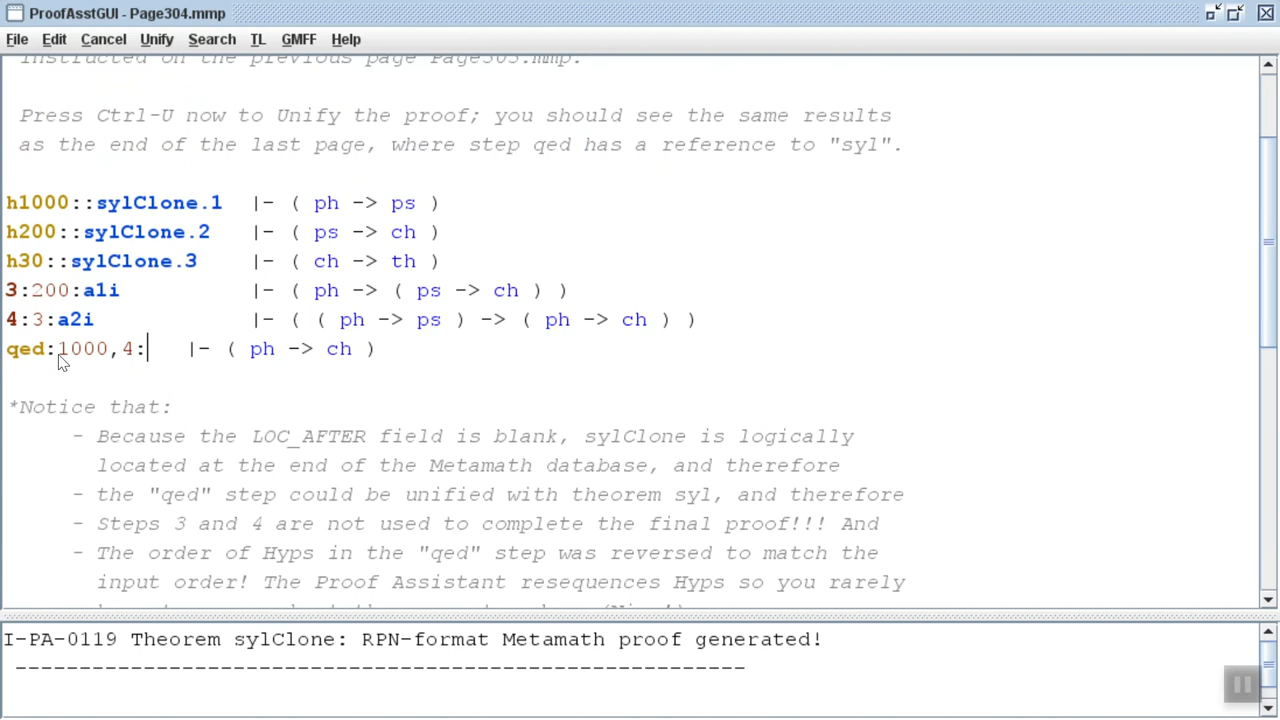 ProofAsstGUI - Page304.mmp
File Edit Cancel Unify Search TL GMFF Help
instructed on the previous page Page303.mmp.
Press Ctrl-U now to Unify the proof; you should see the same results
as the end of the last page, where step qed has a reference to "syl".
h1000::sylClone.1 |- ( ph -> ps )
h200::sylClone.2 |- ( ps -> ch )
h30::sylClone.3 |- ( ch -> th )
3:200:a1i |- ( ph -> ( ps -> ch ) )
4:3:a2i |- ( ( ph -> ps ) -> ( ph -> ch ) )
qed:1000,4: |- ( ph -> ch )
*Notice that:
- Because the LOC_AFTER field is blank, sylClone is logically
located at the end of the Metamath database, and therefore
- the "qed" step could be unified with theorem syl, and therefore
- Steps 3 and 4 are not used to complete the final proof!!! And
- The order of Hyps in the "qed" step was reversed to match the
input order! The Proof Assistant resequences Hyps so you rarely
I-PA-0119 Theorem sylClone: RPN-format Metamath proof generated!
---------------------------------------------------------